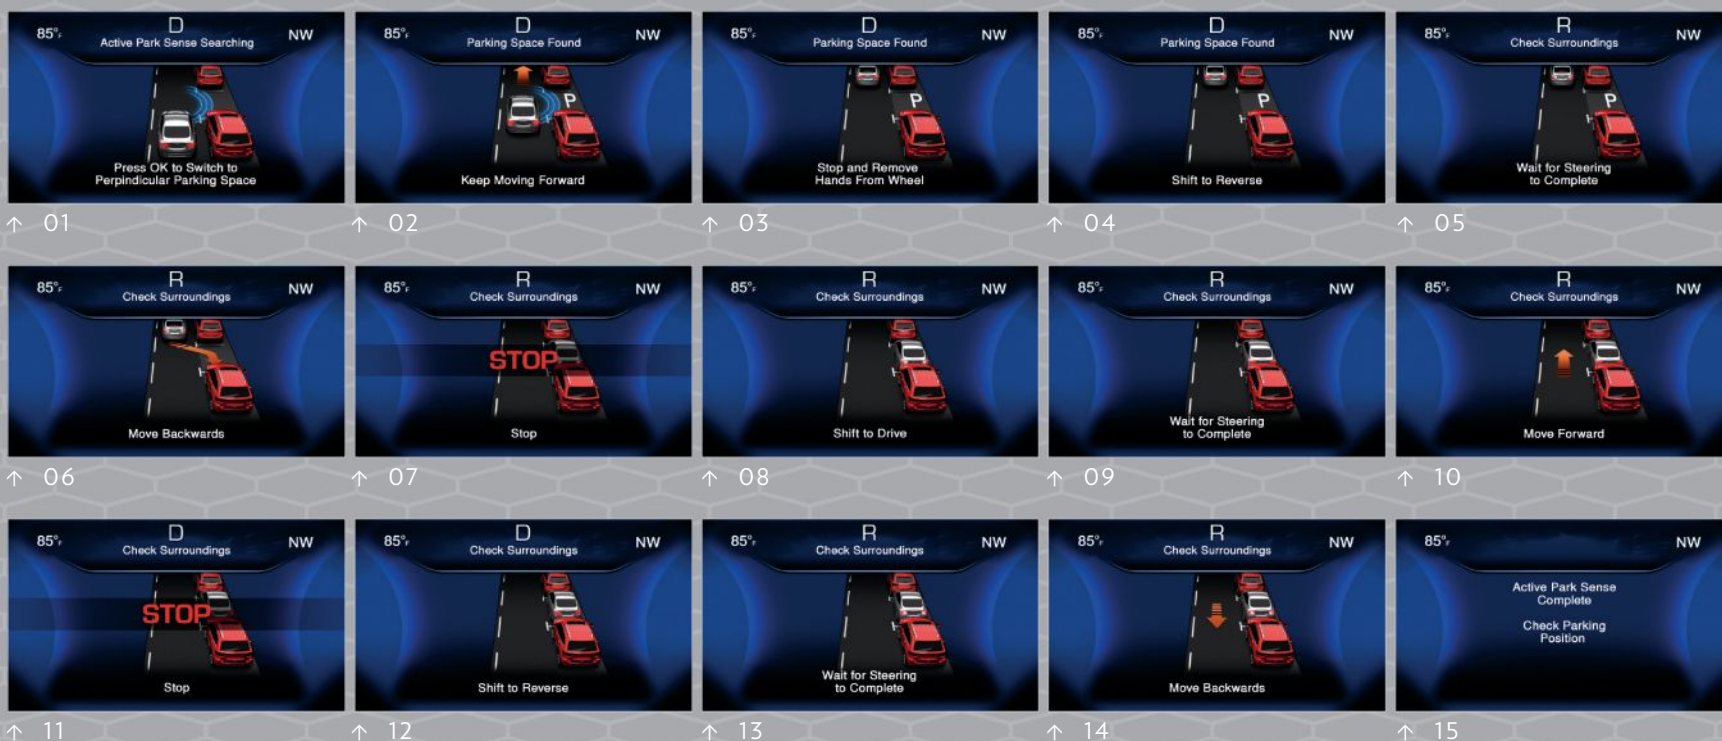 D
85°F
Active Park Sense Searching
NW
Press OK to Switch to
Perpindicular Parking Space
↑ 01
D
85°F
Parking Space Found
NW
P
Keep Moving Forward
↑ 02
D
85°F
Parking Space Found
NW
P
Stop and Remove
Hands From Wheel
↑ 03
D
85°F
Parking Space Found
NW
P
Shift to Reverse
↑ 04
R
85°F
Check Surroundings
NW
P
Wait for Steering
to Complete
↑ 05
R
85°F
Check Surroundings
NW
Move Backwards
↑ 06
R
85°F
Check Surroundings
NW
STOP
Stop
↑ 07
R
85°F
Check Surroundings
NW
Shift to Drive
↑ 08
R
85°F
Check Surroundings
NW
Wait for Steering
to Complete
↑ 09
R
85°F
Check Surroundings
NW
Move Forward
↑ 10
D
85°F
Check Surroundings
NW
STOP
Stop
↑ 11
D
85°F
Check Surroundings
NW
Shift to Reverse
↑ 12
R
85°F
Check Surroundings
NW
Wait for Steering
to Complete
↑ 13
R
85°F
Check Surroundings
NW
Move Backwards
↑ 14
85°F
NW
Active Park Sense
Complete
Check Parking
Position
↑ 15